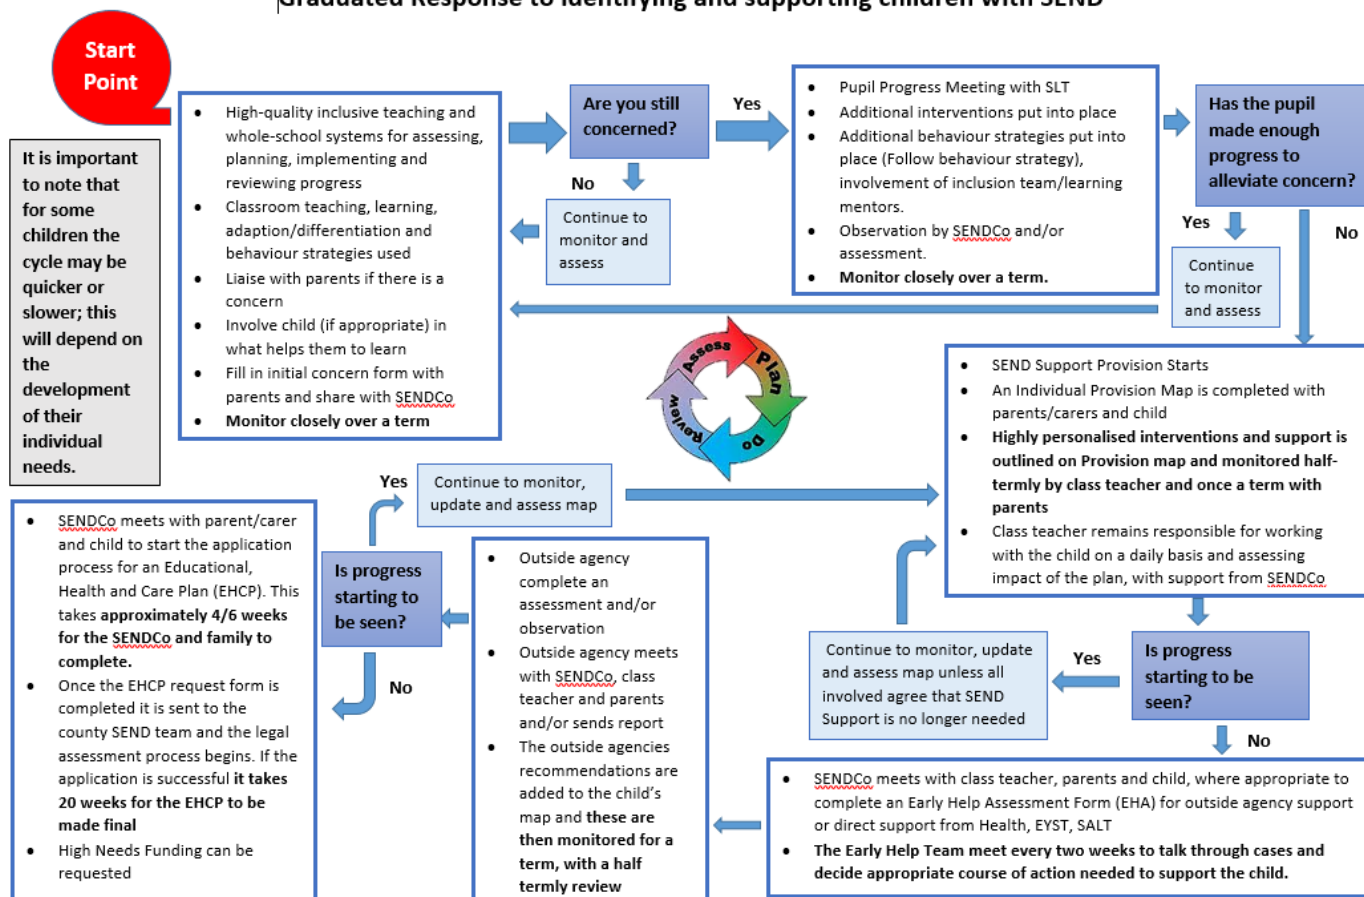 Graduated Response to identifying and supporting children with SEND
Start
Point
It is important
to note that
for some
children the
cycle may be
quicker or
slower; this
will depend on
the
development
of their
individual
needs.
• High-quality inclusive teaching and
whole-school systems for assessing,
planning, implementing and
reviewing progress
• Classroom teaching, learning,
adaption/differentiation and
behaviour strategies used
• Liaise with parents if there is a
concern
• Involve child (if appropriate) in
what helps them to learn
• Fill in initial concern form with
parents and share with SENDCo
• Monitor closely over a term
Are you still
concerned?
Yes
No
Continue to
monitor and
assess
• Pupil Progress Meeting with SLT
• Additional interventions put into place
• Additional behaviour strategies put into
place (Follow behaviour strategy),
involvement of inclusion team/learning
mentors.
• Observation by SENDCo and/or
assessment.
• Monitor closely over a term.
Has the pupil
made enough
progress to
alleviate concern?
Yes
No
Continue
to monitor
and assess
Assess
Plan
Do
Review
• SEND Support Provision Starts
• An Individual Provision Map is completed with
parents/carers and child
• Highly personalised interventions and support is
outlined on Provision map and monitored half-
termly by class teacher and once a term with
parents
• Class teacher remains responsible for working
with the child on a daily basis and assessing
impact of the plan, with support from SENDCo
Is progress
starting to be
seen?
Yes
No
Continue to monitor, update
and assess map unless all
involved agree that SEND
Support is no longer needed
• SENDCo meets with class teacher, parents and child, where appropriate to
complete an Early Help Assessment Form (EHA) for outside agency support
or direct support from Health, EYST, SALT
• The Early Help Team meet every two weeks to talk through cases and
decide appropriate course of action needed to support the child.
• Outside agency
complete an
assessment and/or
observation
• Outside agency meets
with SENDCo, class
teacher and parents
and/or sends report
• The outside agencies
recommendations are
added to the child's
map and these are
then monitored for a
term, with a half
termly review
Is progress
starting to
be seen?
Yes
No
Continue to monitor,
update and assess map
• SENDCo meets with parent/carer
and child to start the application
process for an Educational,
Health and Care Plan (EHCP). This
takes approximately 4/6 weeks
for the SENDCo and family to
complete.
• Once the EHCP request form is
completed it is sent to the
county SEND team and the legal
assessment process begins. If the
application is successful it takes
20 weeks for the EHCP to be
made final
• High Needs Funding can be
requested